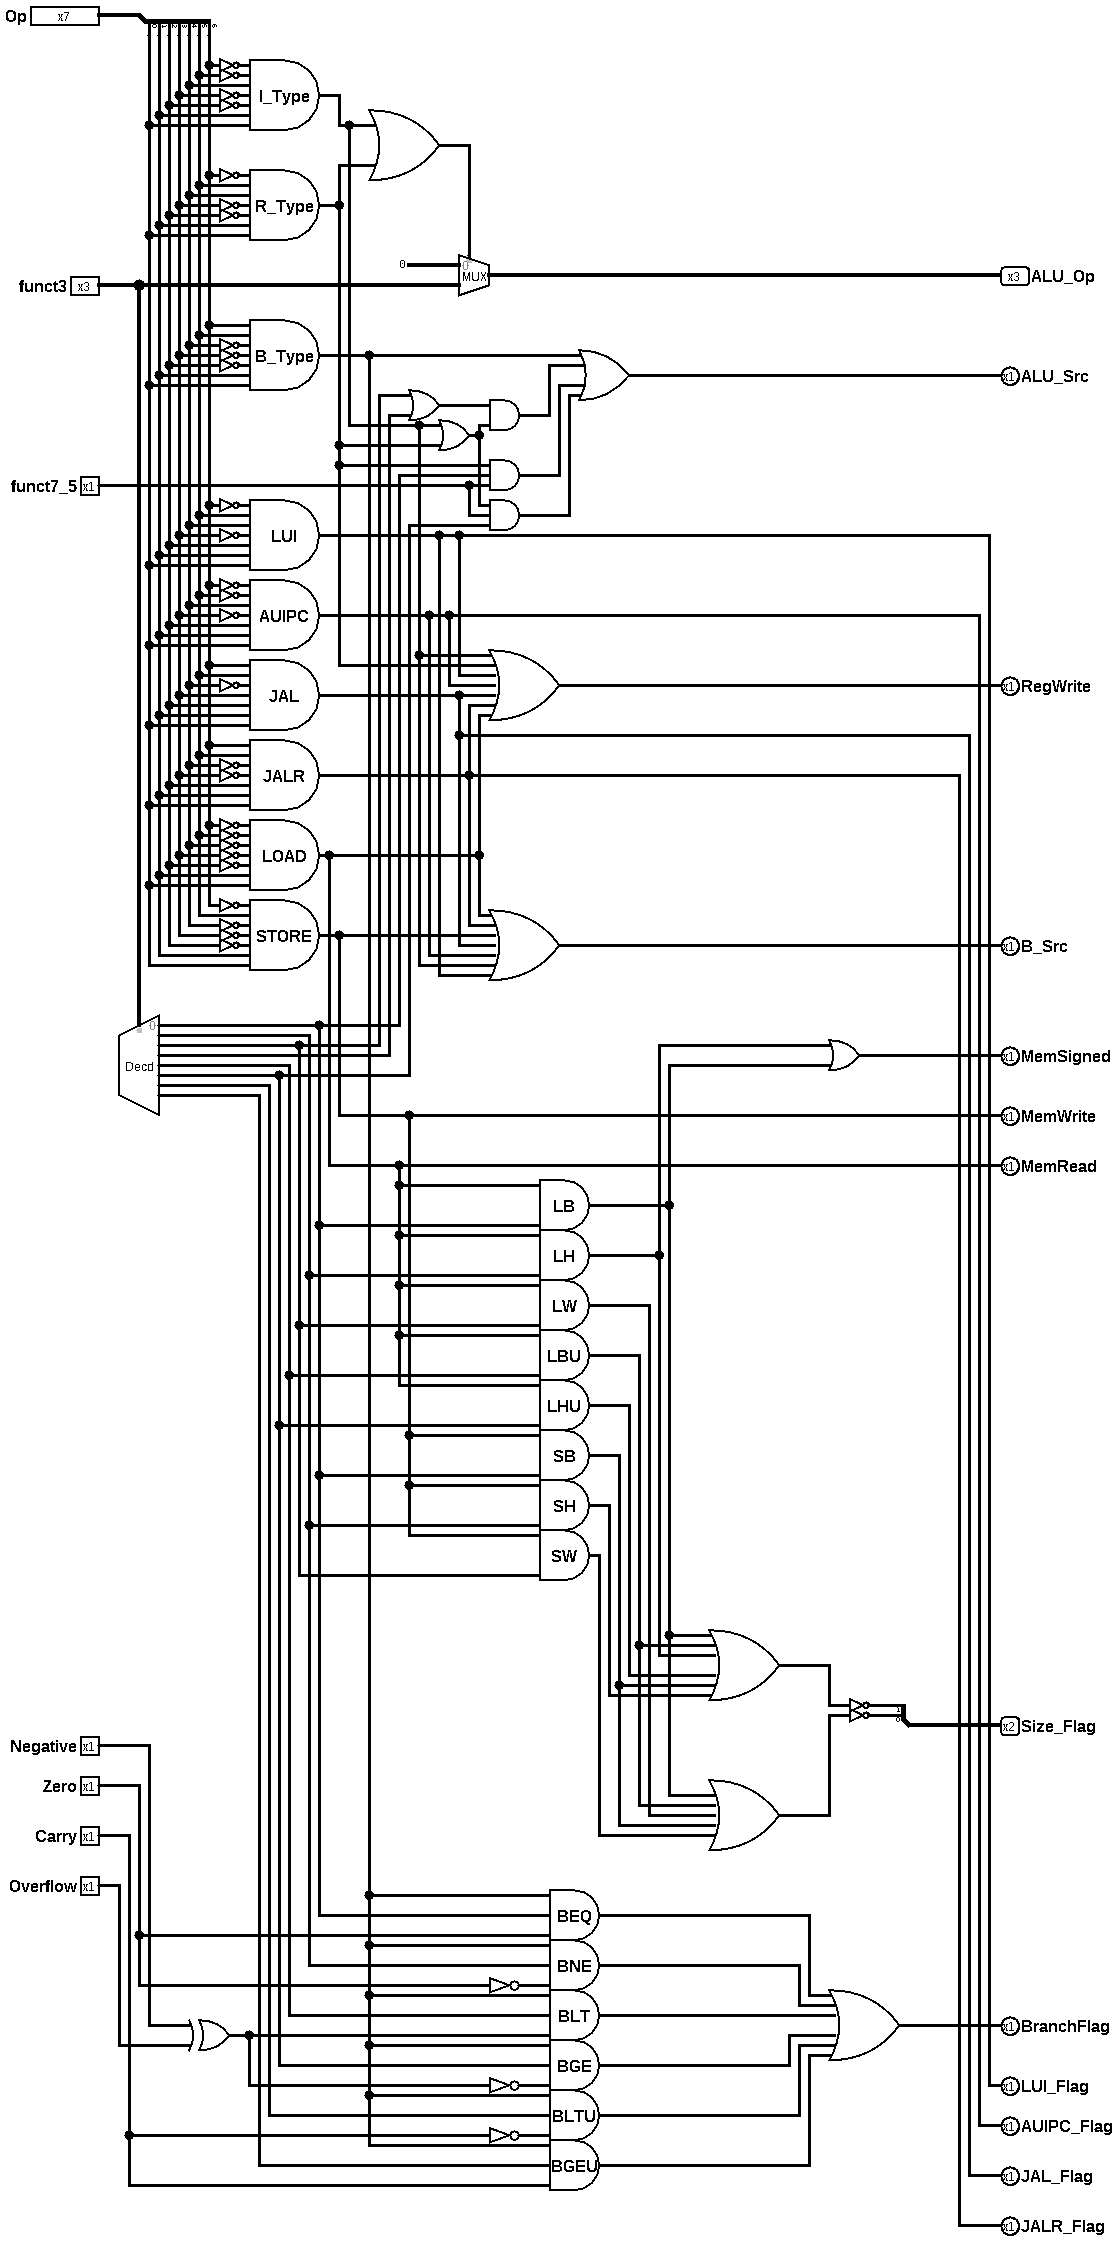 Op x7
I_Type
R_Type
0
0
MUX
funct3 x3
x3 ALU_Op
B_Type
x1 ALU_Src
funct7_5 x1
LUI
AUIPC
x1 RegWrite
JAL
JALR
LOAD
STORE
x1 B_Src
0
Decd
x1 MemSigned
x1 MemWrite
x1 MemRead
LB
LH
LW
LBU
LHU
SB
SH
SW
x2 Size_Flag
Negative x1
Zero x1
Carry x1
Overflow x1
BEQ
BNE
BLT
x1 BranchFlag
BGE
x1 LUI_Flag
BLTU
x1 AUIPC_Flag
BGEU
x1 JAL_Flag
x1 JALR_Flag